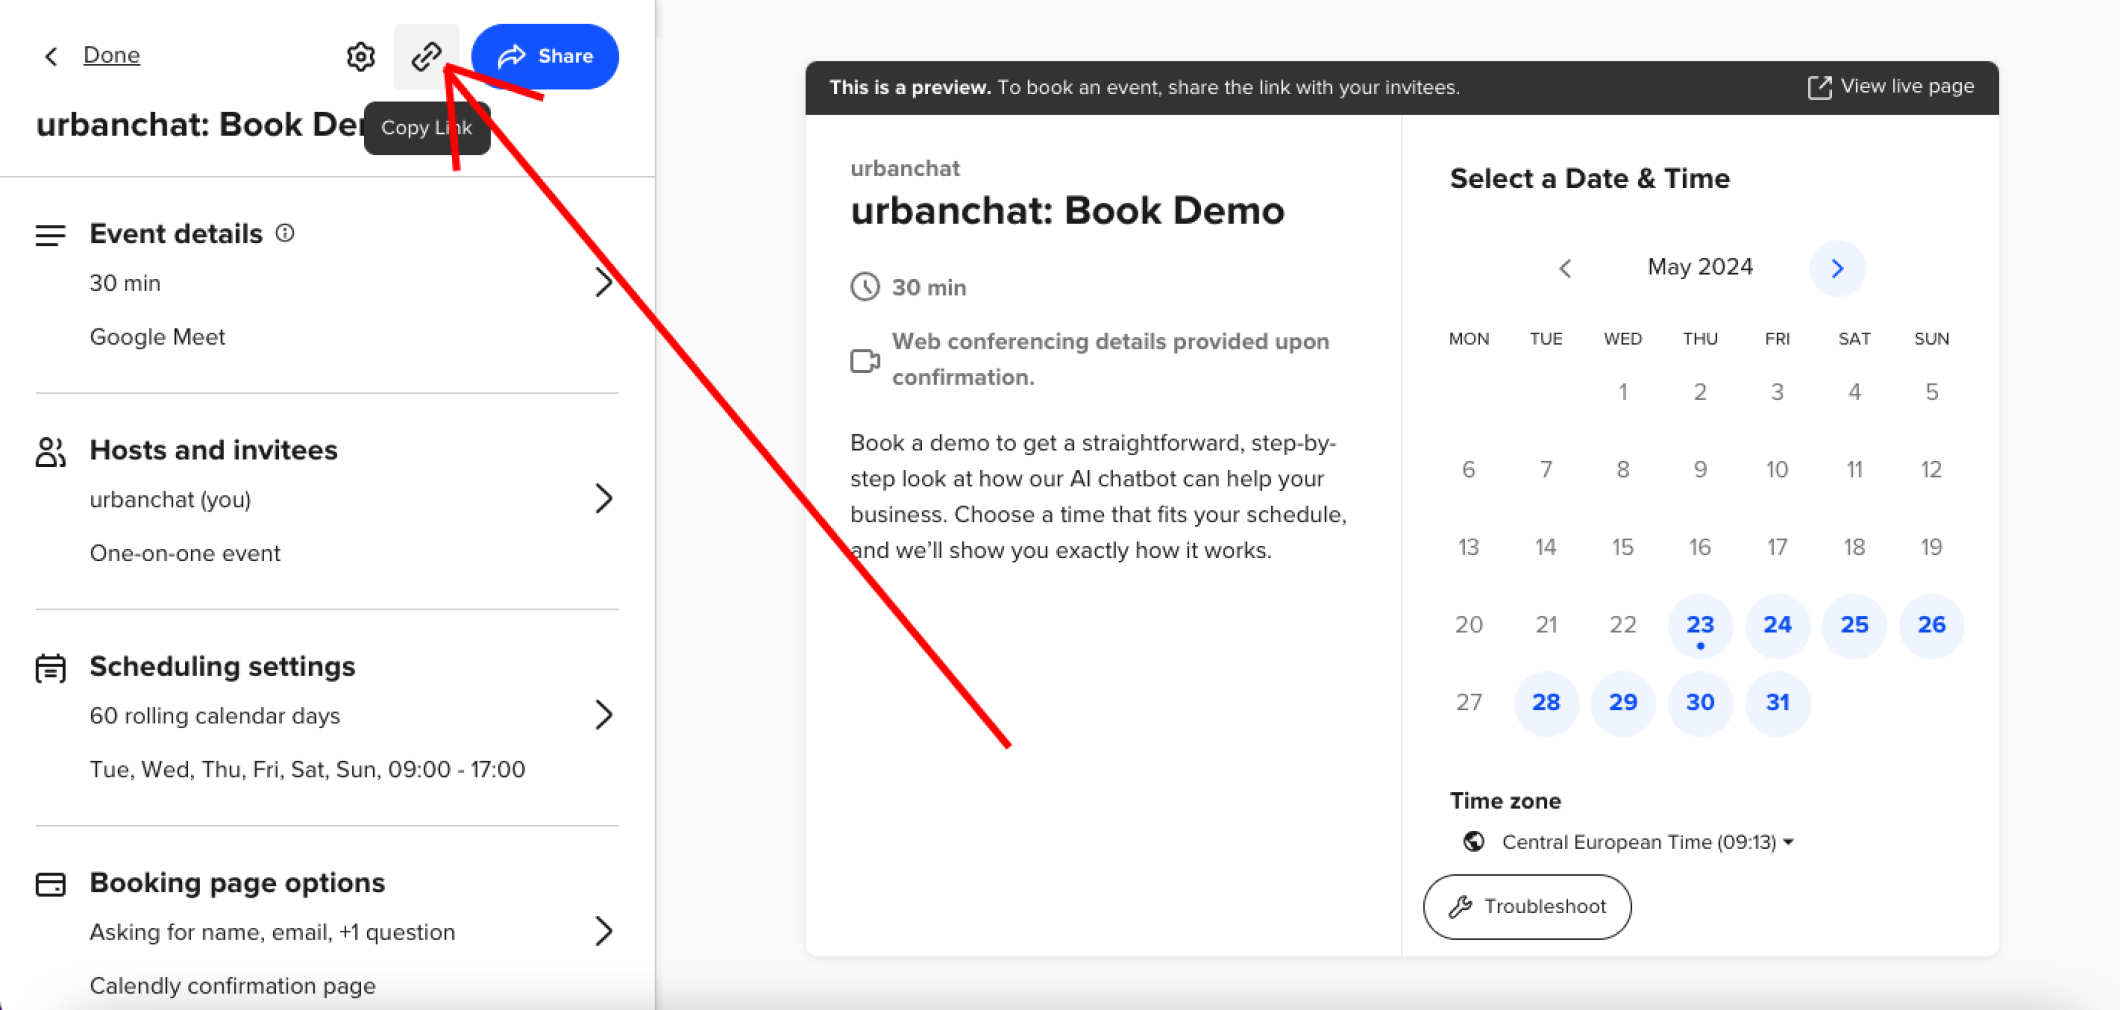 Done
Share
urbanchat: Book De
Copy Link
Event details
30 min
Google Meet
Hosts and invitees
urbanchat (you)
One-on-one event
Scheduling settings
60 rolling calendar days
Tue, Wed, Thu, Fri, Sat, Sun, 09:00 - 17:00
Booking page options
Asking for name, email, +1 question
Calendly confirmation page
This is a preview. To book an event, share the link with your invitees.
View live page
urbanchat
urbanchat: Book Demo
30 min
Web conferencing details provided upon
confirmation.
Book a demo to get a straightforward, step-by-
step look at how our AI chatbot can help your
business. Choose a time that fits your schedule,
and we’ll show you exactly how it works.
Select a Date & Time
May 2024
MON TUE WED THU FRI SAT SUN
1 2 3 4 5
6 7 8 9 10 11 12
13 14 15 16 17 18 19
20 21 22 23 24 25 26
27 28 29 30 31
Time zone
Central European Time (09:13)
Troubleshoot